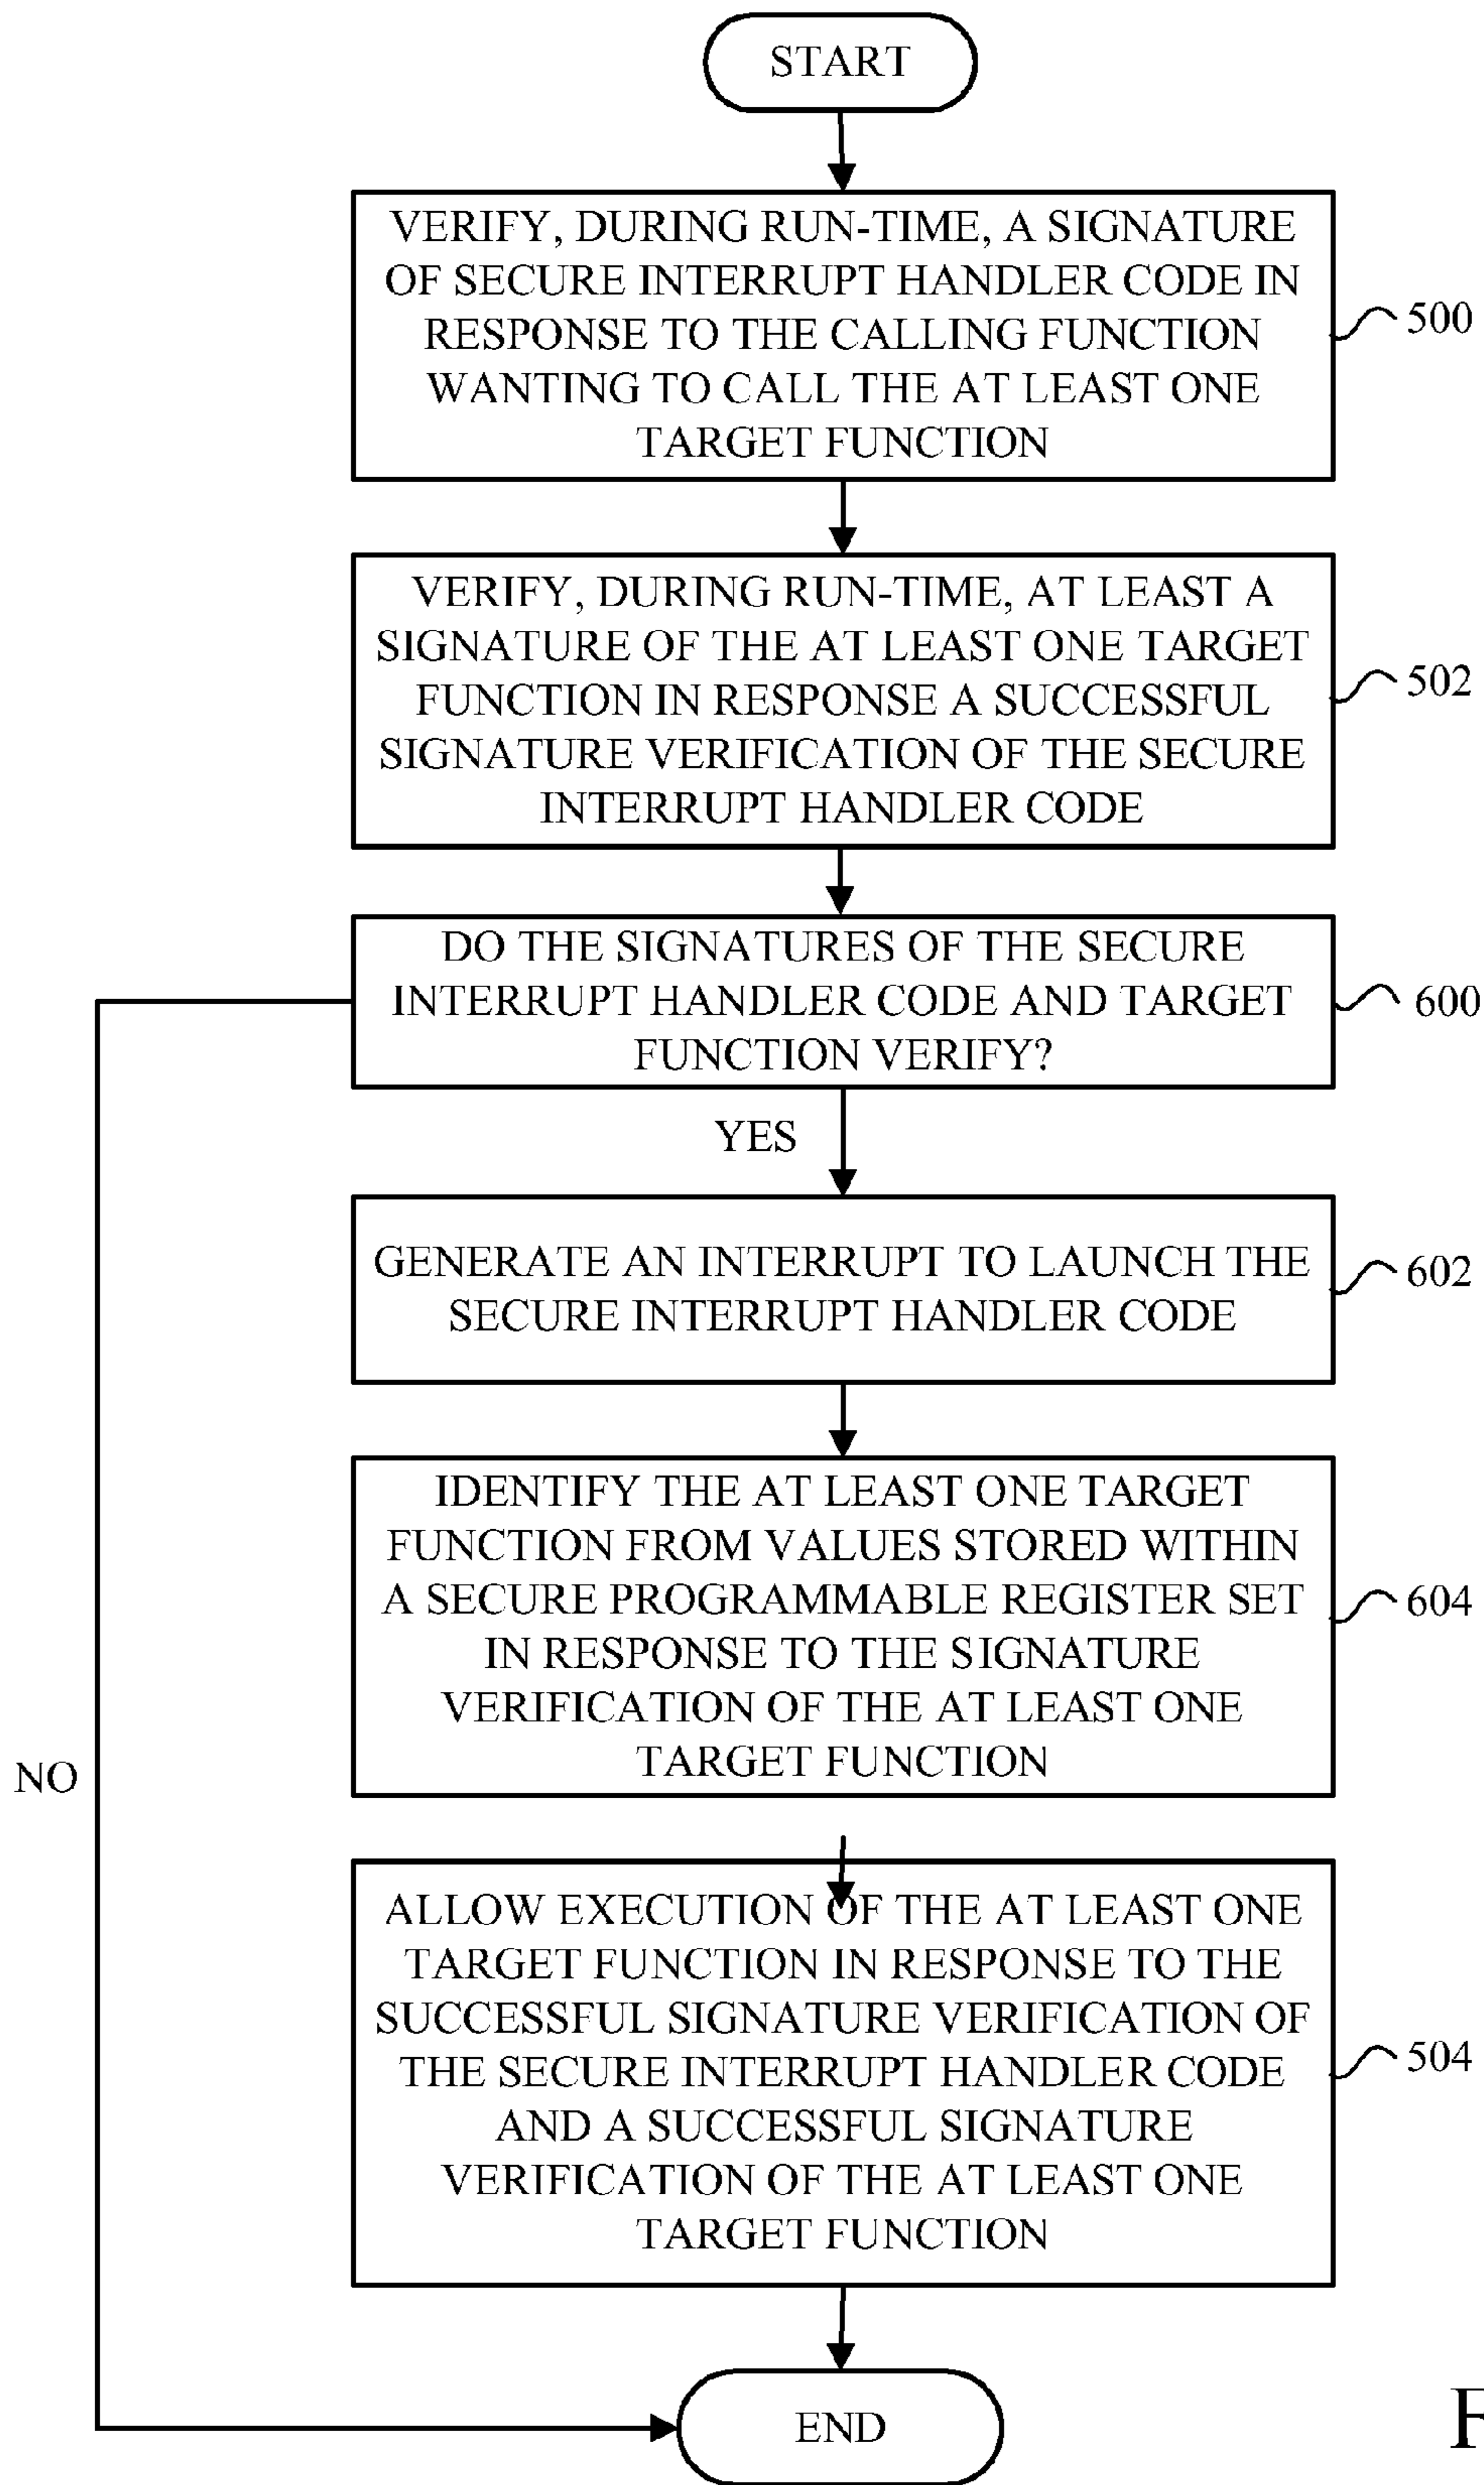 START
VERIFY, DURING RUN-TIME, A SIGNATURE
OF SECURE INTERRUPT HANDLER CODE IN
RESPONSE TO THE CALLING FUNCTION
WANTING TO CALL THE AT LEAST ONE
TARGET FUNCTION
500
VERIFY, DURING RUN-TIME, AT LEAST A
SIGNATURE OF THE AT LEAST ONE TARGET
FUNCTION IN RESPONSE A SUCCESSFUL
SIGNATURE VERIFICATION OF THE SECURE
INTERRUPT HANDLER CODE
502
DO THE SIGNATURES OF THE SECURE
INTERRUPT HANDLER CODE AND TARGET
FUNCTION VERIFY?
600
YES
GENERATE AN INTERRUPT TO LAUNCH THE
SECURE INTERRUPT HANDLER CODE
602
IDENTIFY THE AT LEAST ONE TARGET
FUNCTION FROM VALUES STORED WITHIN
A SECURE PROGRAMMABLE REGISTER SET
IN RESPONSE TO THE SIGNATURE
VERIFICATION OF THE AT LEAST ONE
TARGET FUNCTION
604
NO
ALLOW EXECUTION OF THE AT LEAST ONE
TARGET FUNCTION IN RESPONSE TO THE
SUCCESSFUL SIGNATURE VERIFICATION OF
THE SECURE INTERRUPT HANDLER CODE
AND A SUCCESSFUL SIGNATURE
VERIFICATION OF THE AT LEAST ONE
TARGET FUNCTION
504
END